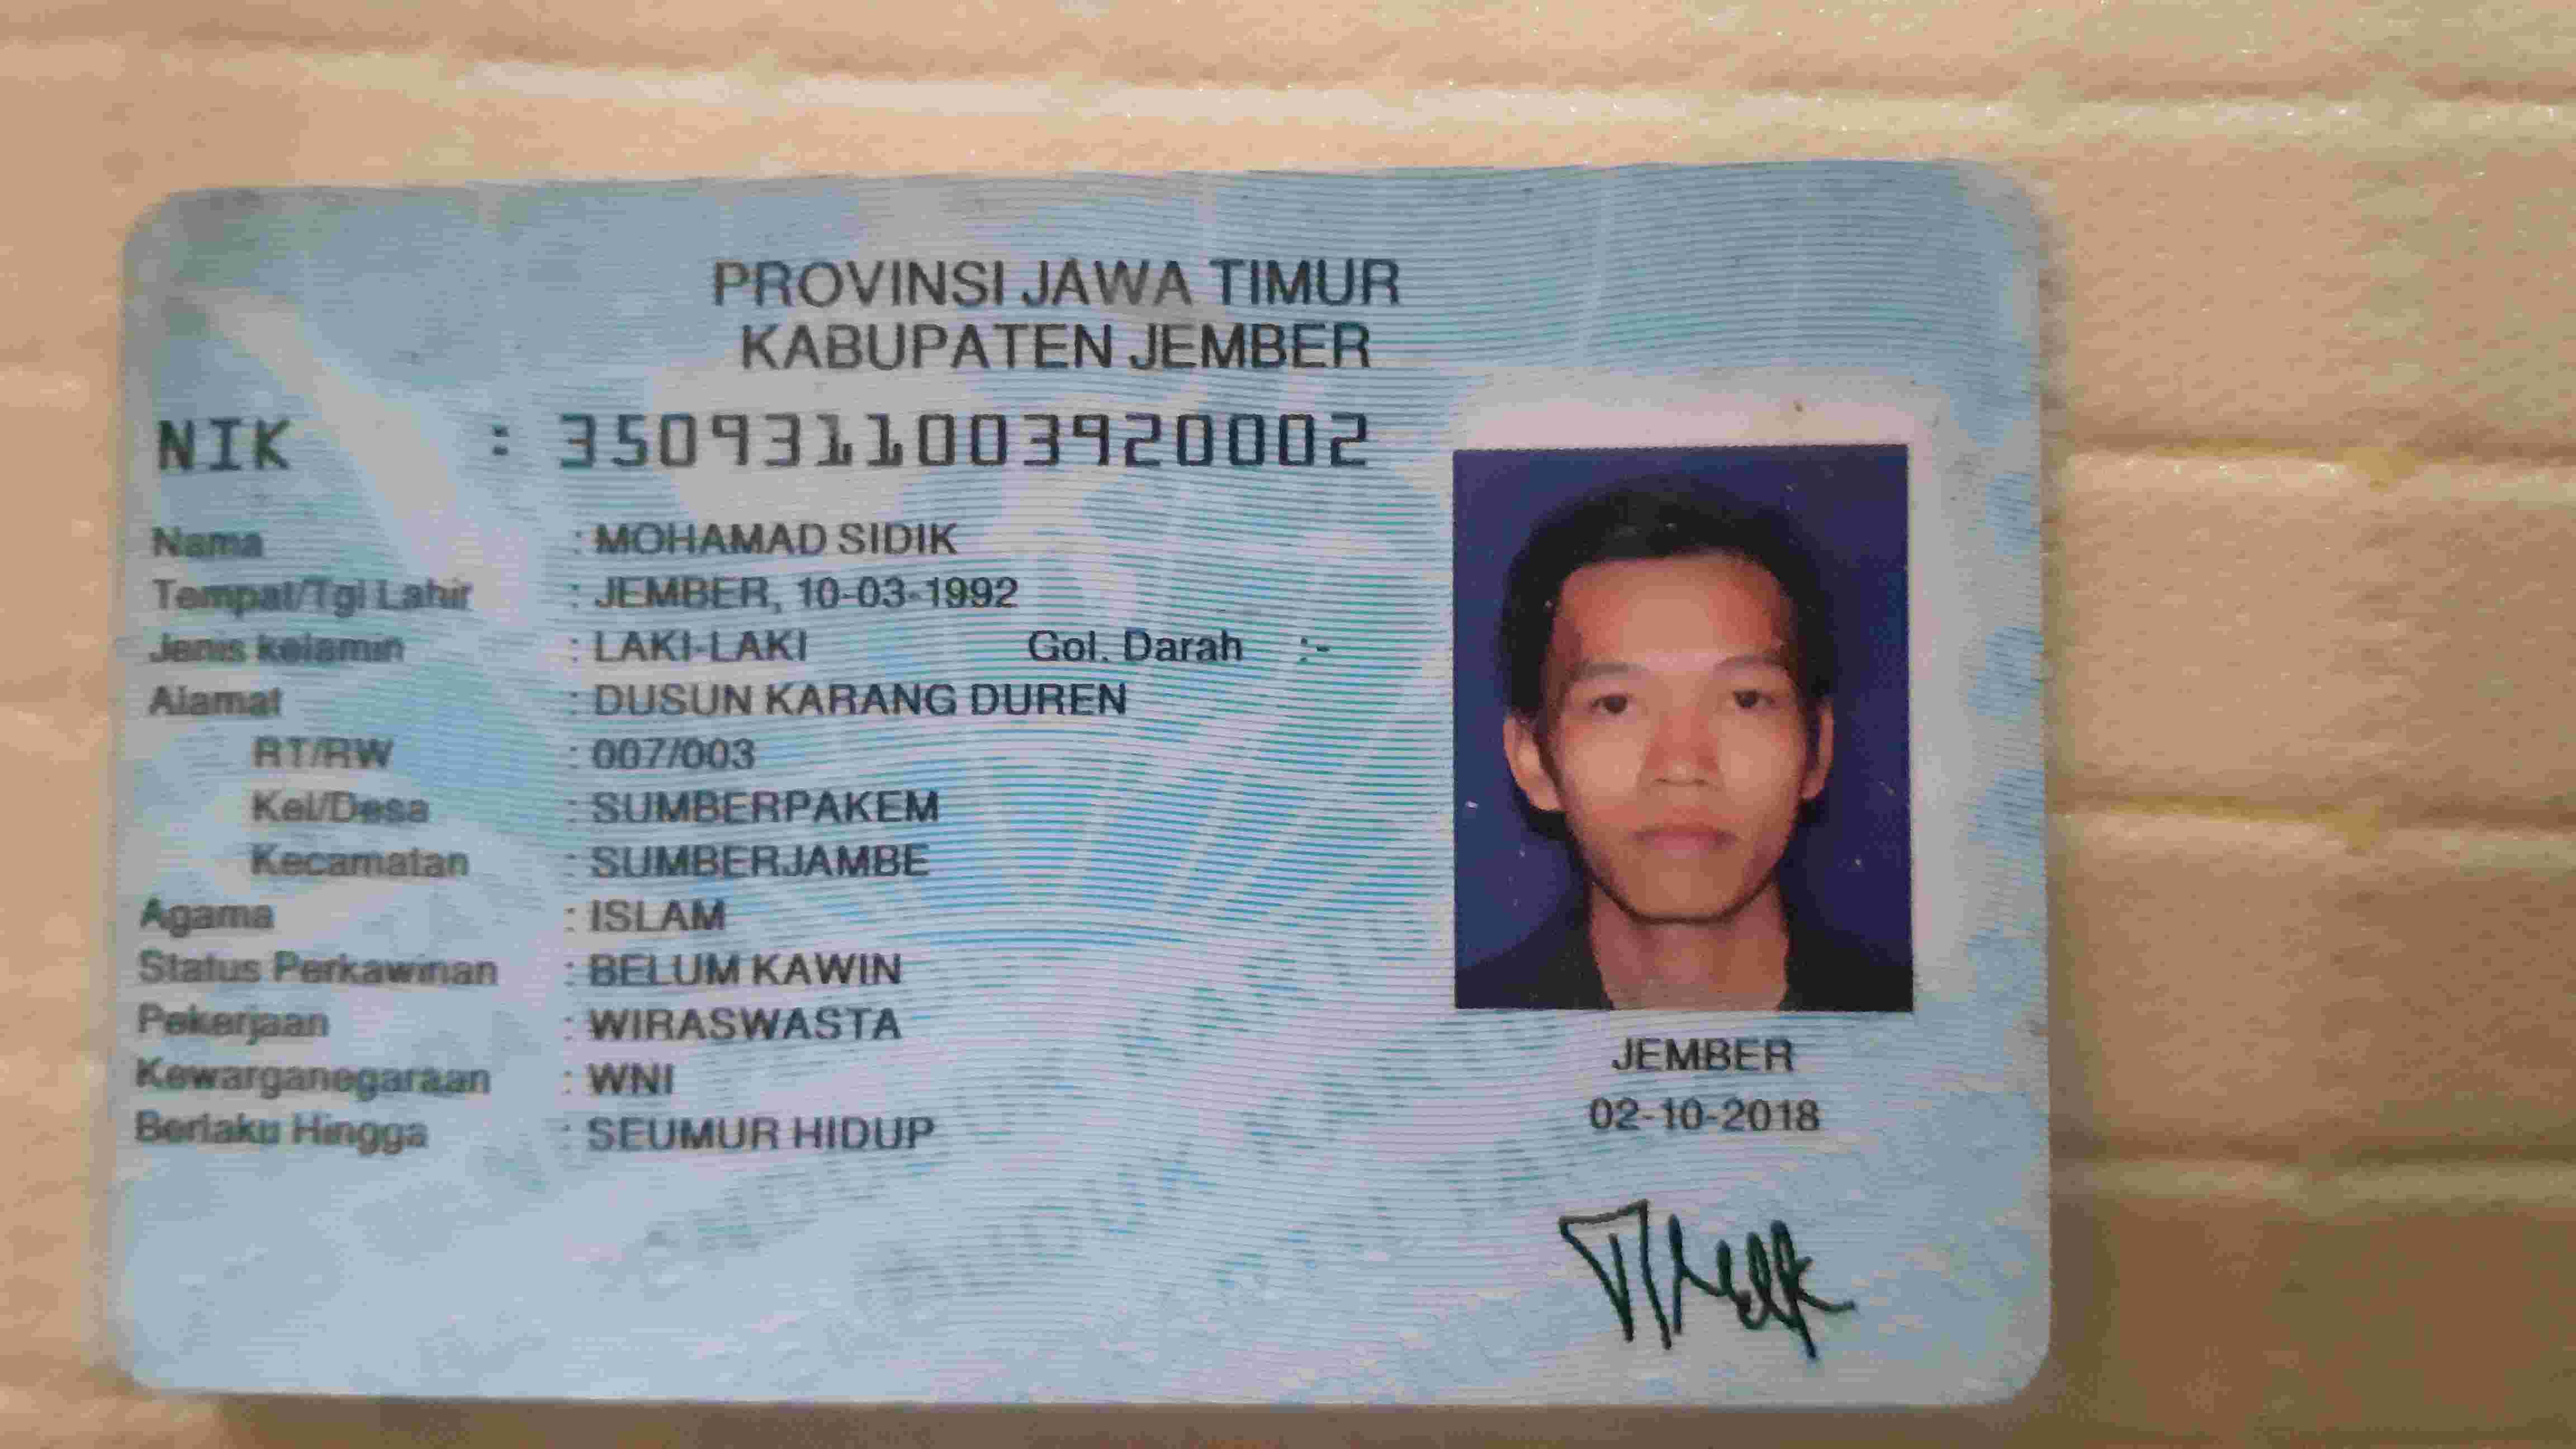 PROVINSI JAWA TIMUR
KABUPATEN JEMBER
NIK : 3509311003920002
Nama : MOHAMAD SIDIK
Tempat/Tgl Lahir : JEMBER, 10-03-1992
Jenis kelamin : LAKI-LAKI Gol. Darah :-
Alamat : DUSUN KARANG DUREN
RT/RW : 007/003
Kel/Desa : SUMBERPAKEM
Kecamatan : SUMBERJAMBE
Agama : ISLAM
Status Perkawinan : BELUM KAWIN
Pekerjaan : WIRASWASTA
Kewarganegaraan : WNI
Berlaku Hingga : SEUMUR HIDUP
JEMBER
02-10-2018